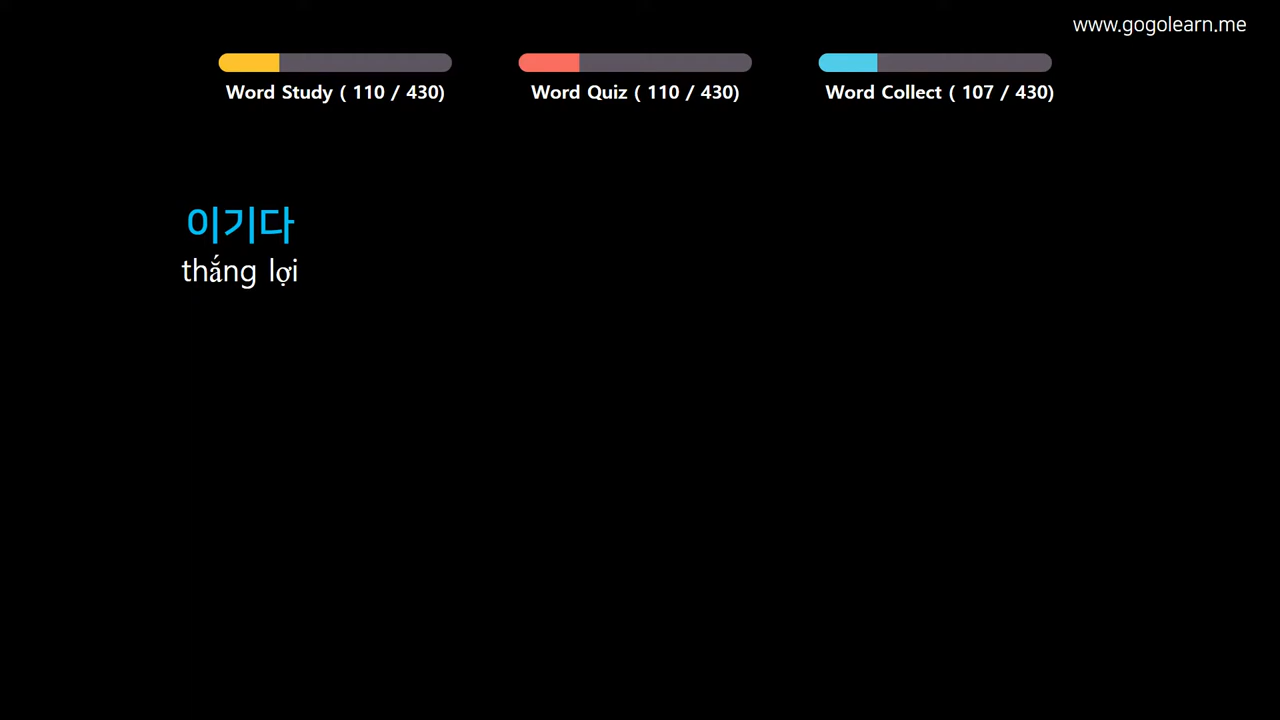 www.gogolearn.me
Word Study ( 110 / 430)
Word Quiz ( 110 / 430)
Word Collect ( 107 / 430)
이기다
thắng lợi